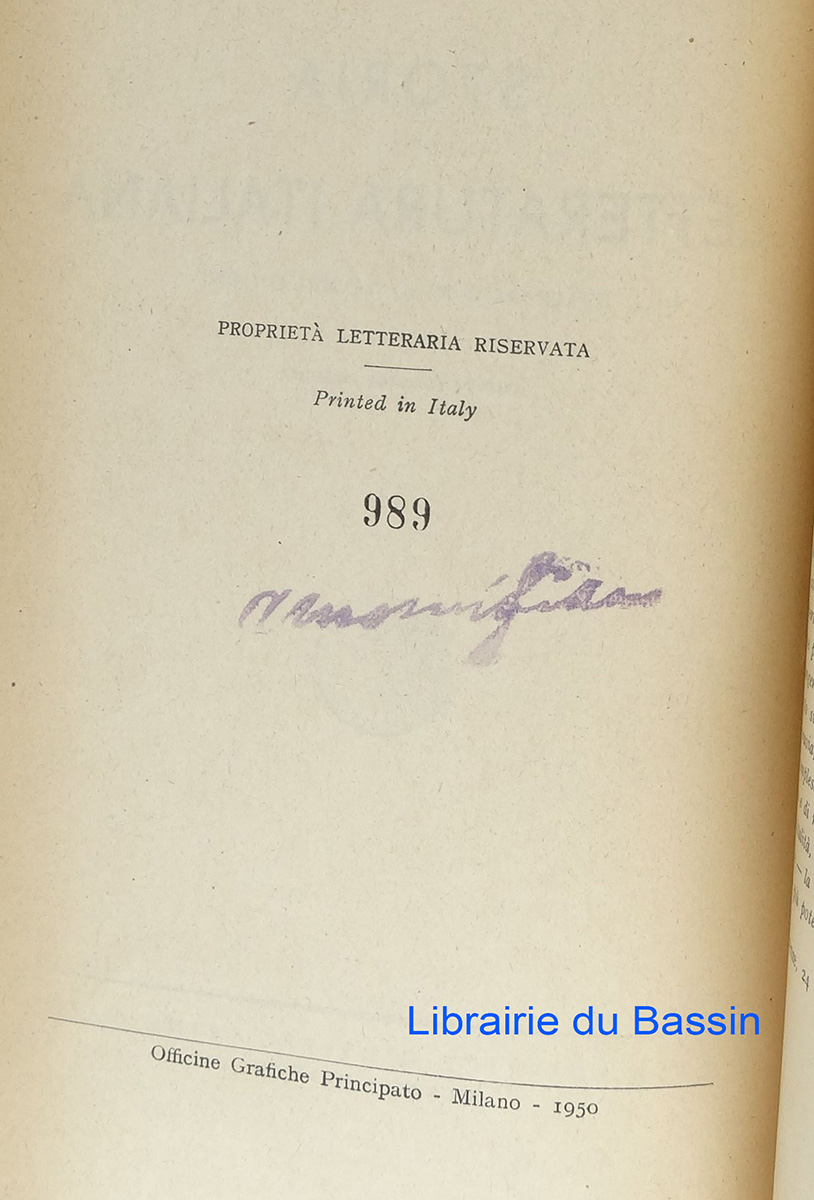 PROPRIETÀ LETTERARIA RISERVATA
Printed in Italy
989
Librairie du Bassin
Officine Grafiche Principato - Milano - 1950